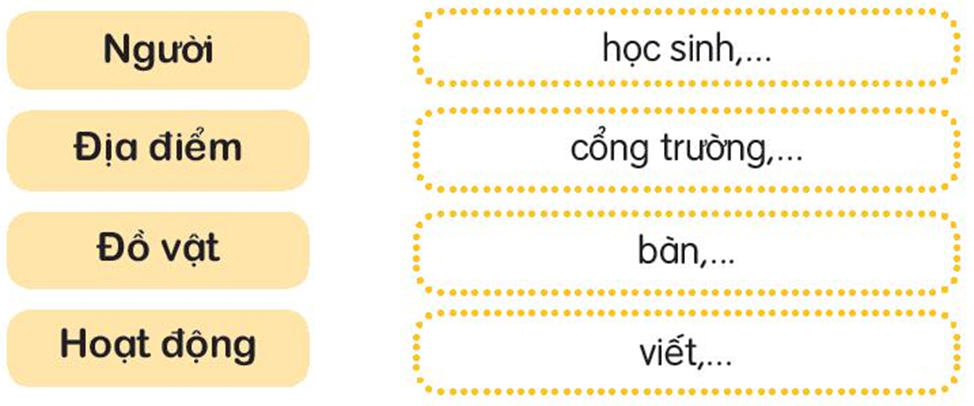 Người
học sinh,...
Địa điểm
cổng trường,...
Đồ vật
bàn,...
Hoạt động
viết,...